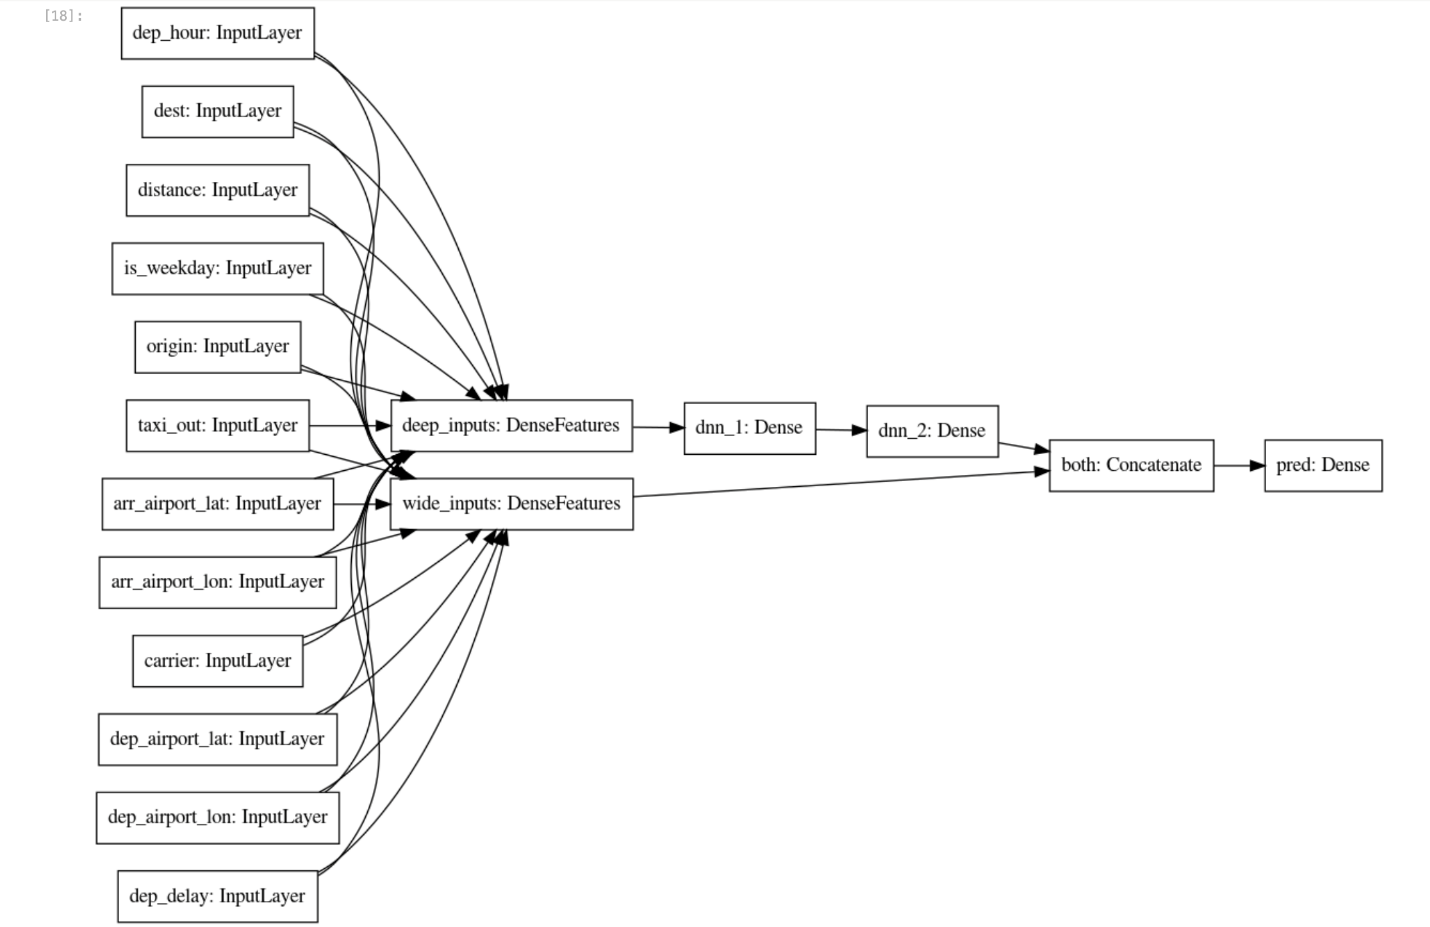 [18]:
dep_hour: InputLayer
dest: InputLayer
distance: InputLayer
is_weekday: InputLayer
origin: InputLayer
taxi_out: InputLayer
deep_inputs: DenseFeatures
dnn_1: Dense
dnn_2: Dense
both: Concatenate
pred: Dense
arr_airport_lat: InputLayer
wide_inputs: DenseFeatures
arr_airport_lon: InputLayer
carrier: InputLayer
dep_airport_lat: InputLayer
dep_airport_lon: InputLayer
dep_delay: InputLayer